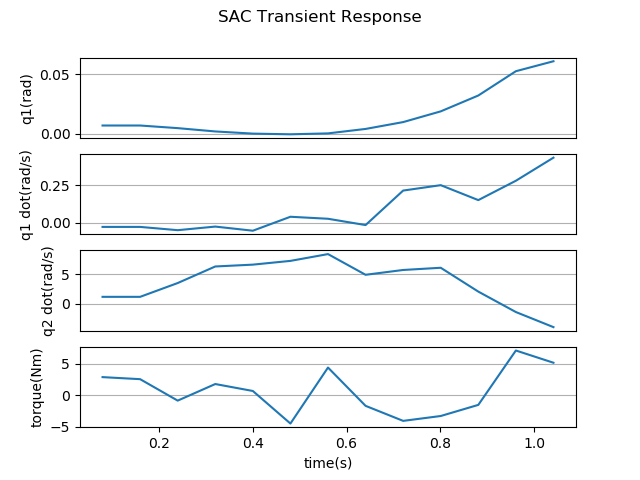 SAC Transient Response
q1(rad)
0.05
0.00
q1 dot(rad/s)
0.25
0.00
q2 dot(rad/s)
5
0
torque(Nm)
5
0
−5
0.2 0.4 0.6 0.8 1.0
time(s)